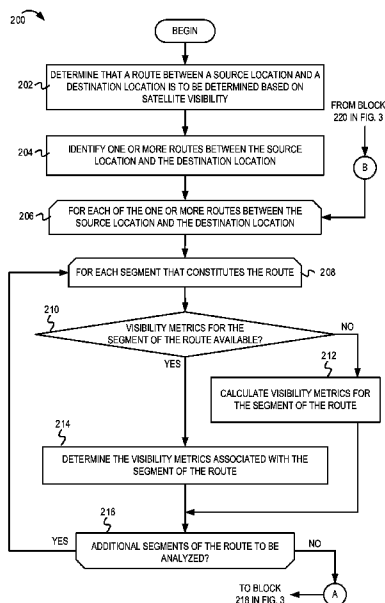 200
BEGIN
DETERMINE THAT A ROUTE BETWEEN A SOURCE LOCATION AND A
DESTINATION LOCATION IS TO BE DETERMINED BASED ON
SATELLITE VISIBILITY
202
FROM BLOCK
220 IN FIG. 3
IDENTIFY ONE OR MORE ROUTES BETWEEN THE SOURCE
LOCATION AND THE DESTINATION LOCATION
204
B
FOR EACH OF THE ONE OR MORE ROUTES BETWEEN THE
SOURCE LOCATION AND THE DESTINATION LOCATION
206
FOR EACH SEGMENT THAT CONSTITUTES THE ROUTE
208
210
VISIBILITY METRICS FOR THE
SEGMENT OF THE ROUTE AVAILABLE?
NO
YES
212
CALCULATE VISIBILITY METRICS FOR
THE SEGMENT OF THE ROUTE
214
DETERMINE THE VISIBILITY METRICS ASSOCIATED WITH THE
SEGMENT OF THE ROUTE
216
YES
ADDITIONAL SEGMENTS OF THE ROUTE TO BE
ANALYZED?
NO
TO BLOCK
218 IN FIG. 3
A